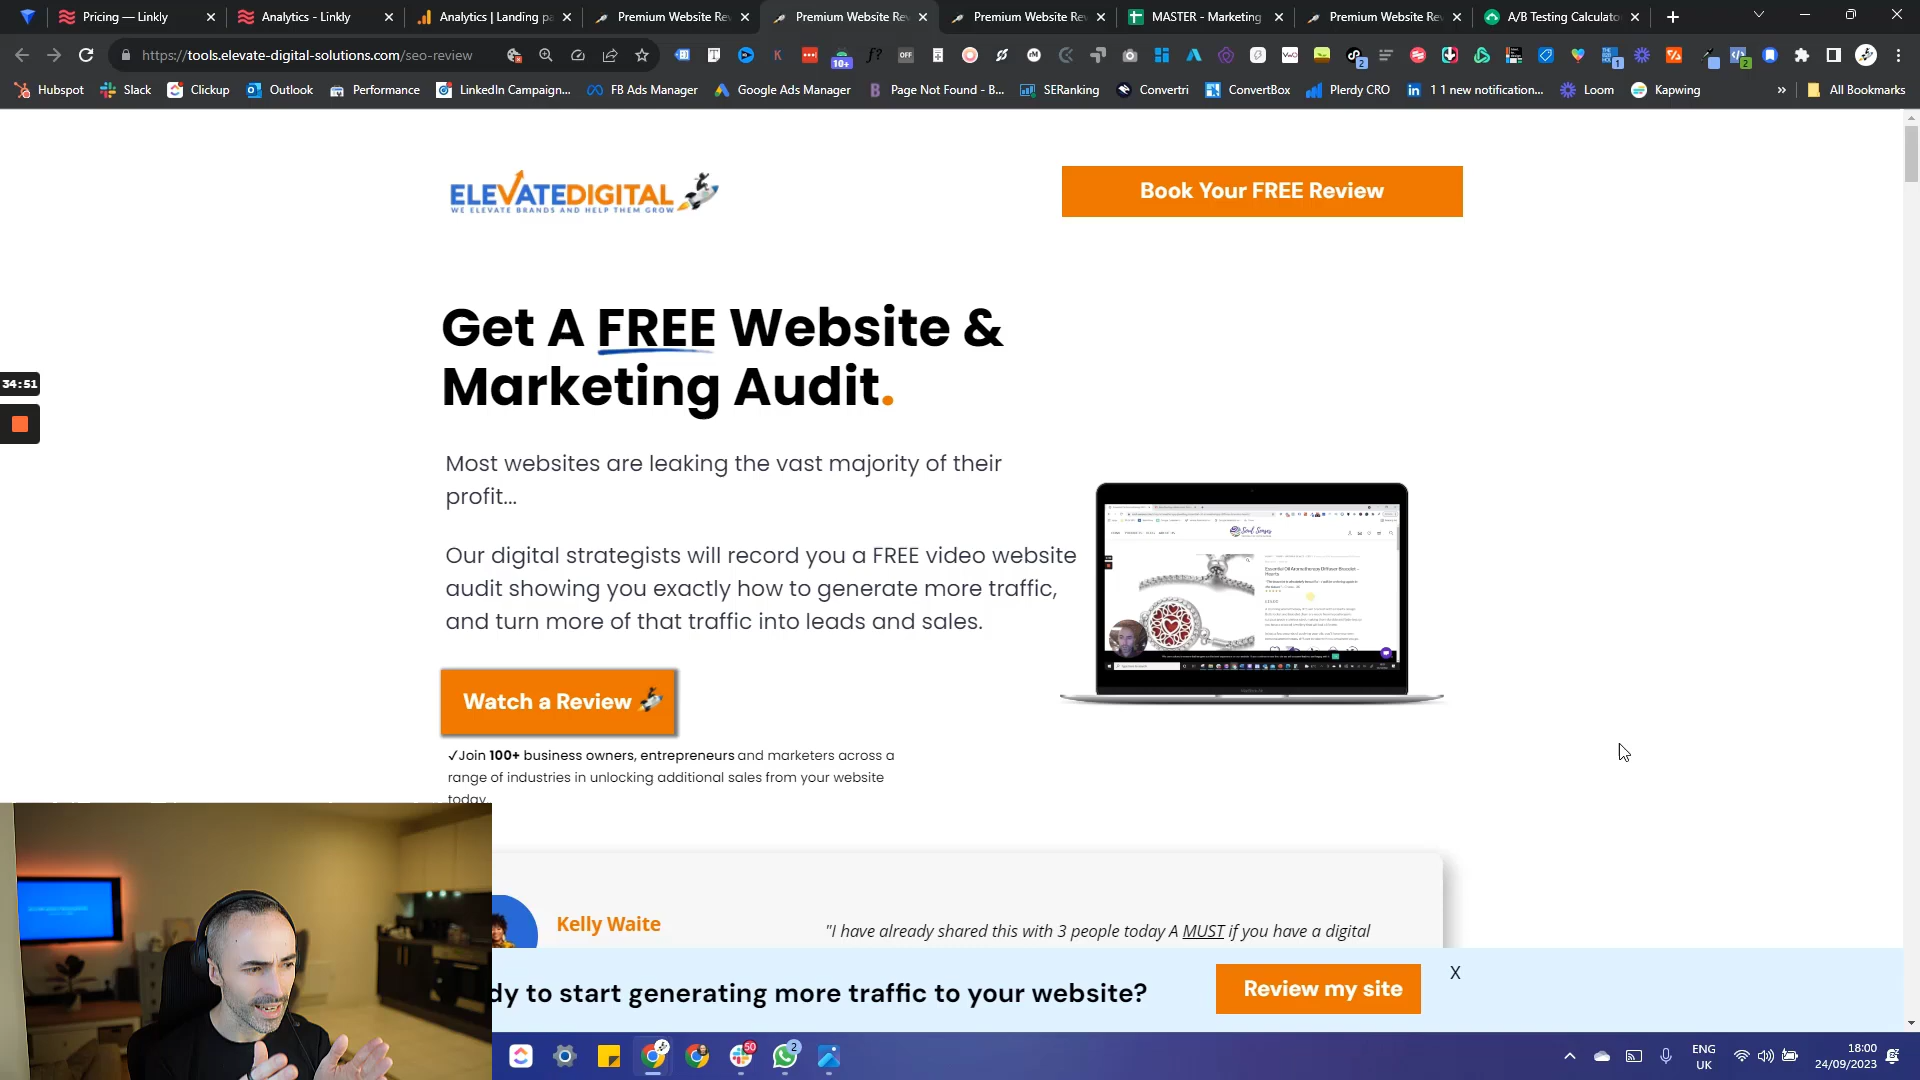 Pricing — Linkly
Analytics - Linkly
Analytics | Landing pa
Premium Website Re
Premium Website Re
Premium Website Re
MASTER - Marketing
Premium Website Re
A/B Testing Calculato
https://tools.elevate-digital-solutions.com/seo-review
Hubspot
Slack
Clickup
Outlook
Performance
LinkedIn Campaign...
FB Ads Manager
Google Ads Manager
Page Not Found - B...
SERanking
Convertri
ConvertBox
Plerdy CRO
1 1 new notification...
Loom
Kapwing
All Bookmarks
ELEVATEDIGITAL
WE ELEVATE BRANDS AND HELP THEM GROW
Book Your FREE Review
Get A FREE Website &
Marketing Audit.
34:51
Most websites are leaking the vast majority of their
profit...
Our digital strategists will record you a FREE video website
audit showing you exactly how to generate more traffic,
and turn more of that traffic into leads and sales.
Watch a Review
✓Join 100+ business owners, entrepreneurs and marketers across a
range of industries in unlocking additional sales from your website
today
Kelly Waite
"I have already shared this with 3 people today A MUST if you have a digital
dy to start generating more traffic to your website?
Review my site
X
50
2
ENG
UK
18:00
24/09/2023